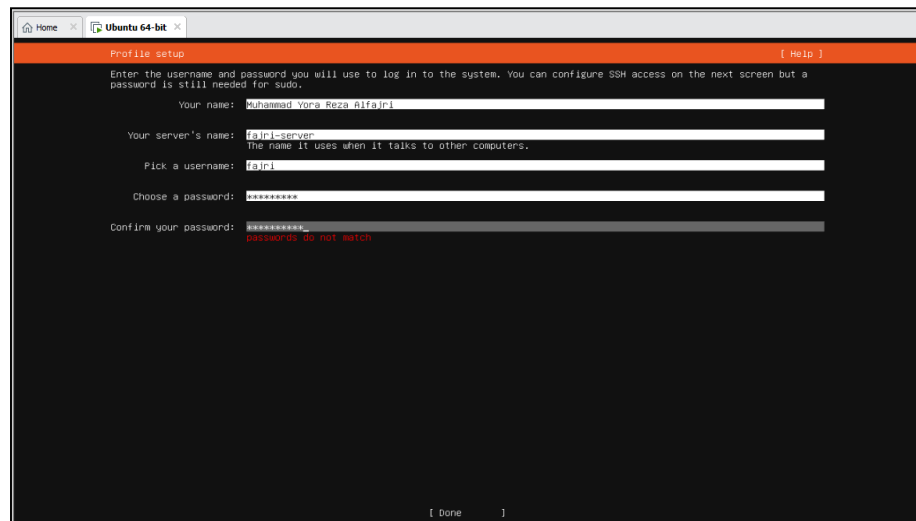 Home × Ubuntu 64-bit ×
Profile setup [ Help ]
Enter the username and password you will use to log in to the system. You can configure SSH access on the next screen but a
password is still needed for sudo.
Your name: Muhammad Yora Reza Alfajri
Your server's name: fajri-server
The name it uses when it talks to other computers.
Pick a username: fajri
Choose a password: *********
Confirm your password: **********_
passwords do not match
[ Done ]